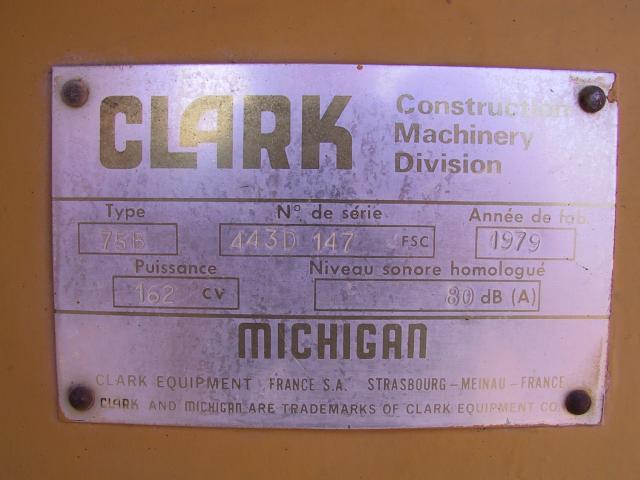 CLARK
Construction
Machinery
Division
Type N° de série Année de fab.
75B 443D 147 FSC 1979
Puissance Niveau sonore homologué
162 CV 80 dB (A)
MICHIGAN
CLARK EQUIPMENT FRANCE S.A. STRASBOURG-MEINAU-FRANCE
CLARK AND MICHIGAN ARE TRADEMARKS OF CLARK EQUIPMENT CO.